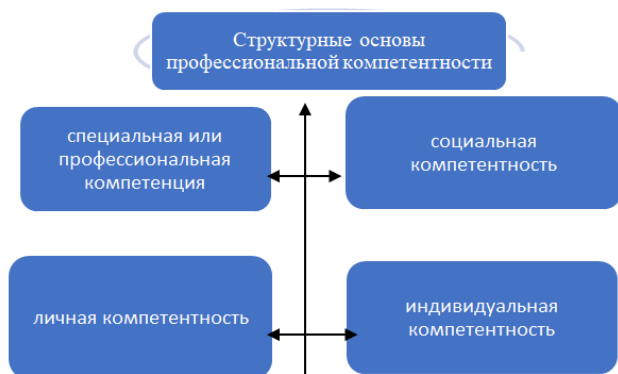 Структурные основы
профессиональной компетентности
специальная или
профессиональная
компетенция
социальная
компетентность
личная компетентность
индивидуальная
компетентность